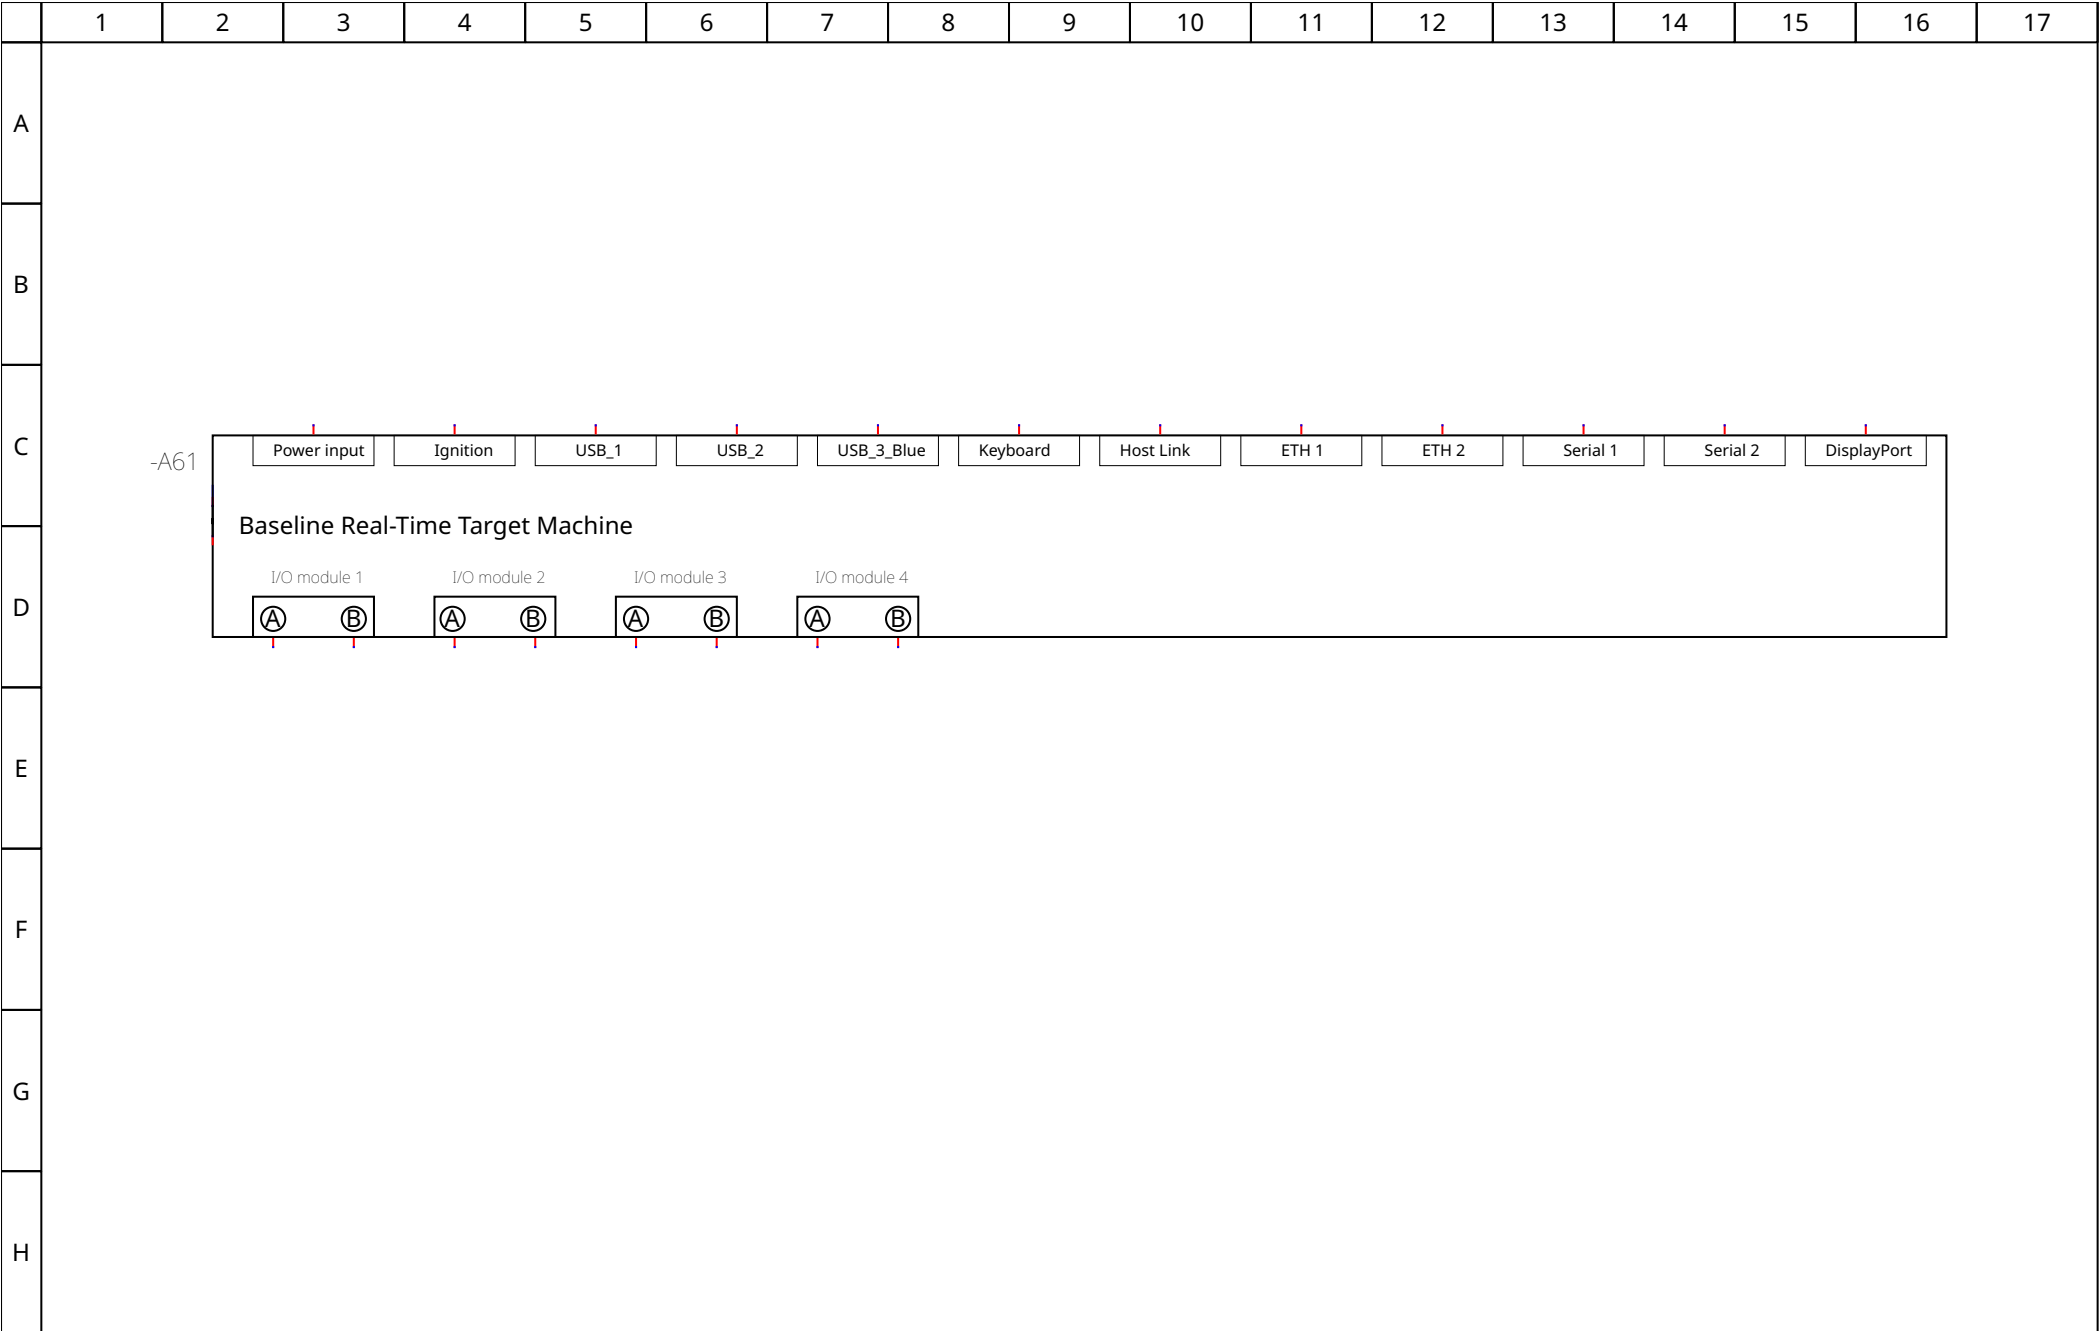 1 2 3 4 5 6 7 8 9 10 11 12 13 14 15 16 17
A
B
C
-A61
Power input Ignition USB_1 USB_2 USB_3_Blue Keyboard Host Link ETH 1 ETH 2 Serial 1 Serial 2 DisplayPort
Baseline Real-Time Target Machine
I/O module 1 I/O module 2 I/O module 3 I/O module 4
D
A B A B A B A B
E
F
G
H